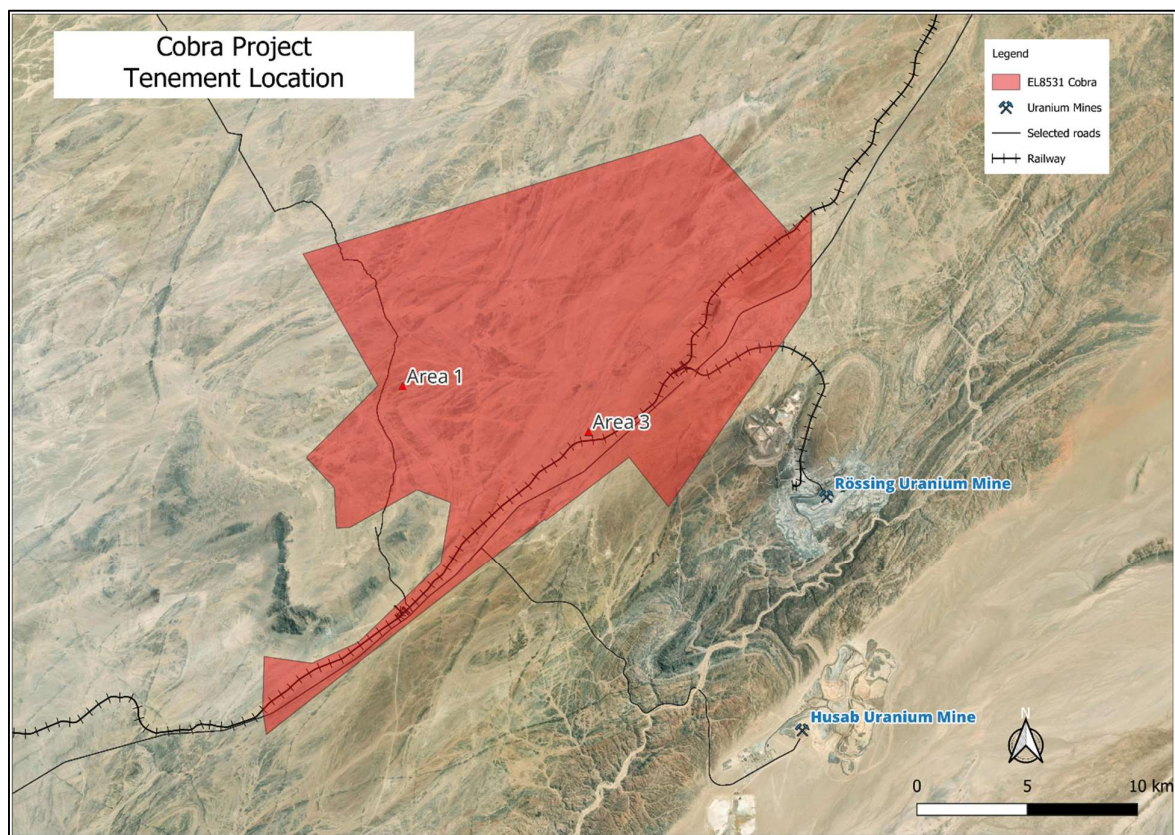 Cobra Project
Tenement Location
Legend
EL8531 Cobra
Uranium Mines
Selected roads
Railway
Area 1
Area 3
Rössing Uranium Mine
Husab Uranium Mine
N
0 5 10 km